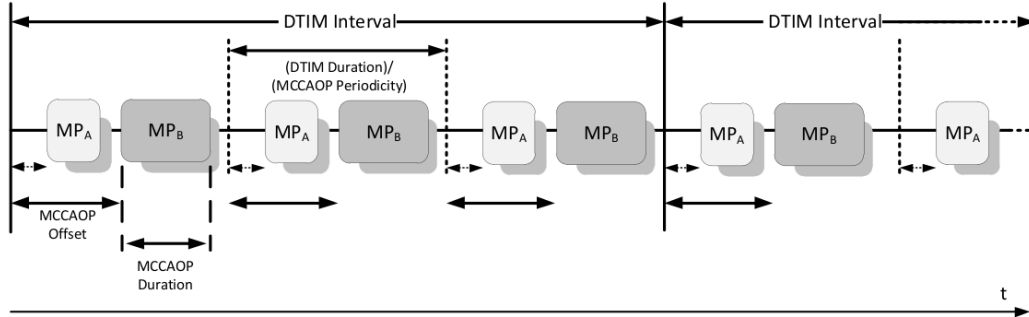 DTIM Interval
DTIM Interval
(DTIM Duration)/
(MCCAOP Periodicity)
MPA
MPB
MPA
MPB
MPA
MPB
MPA
MPB
MPA
MCCAOP
Offset
MCCAOP
Duration
t